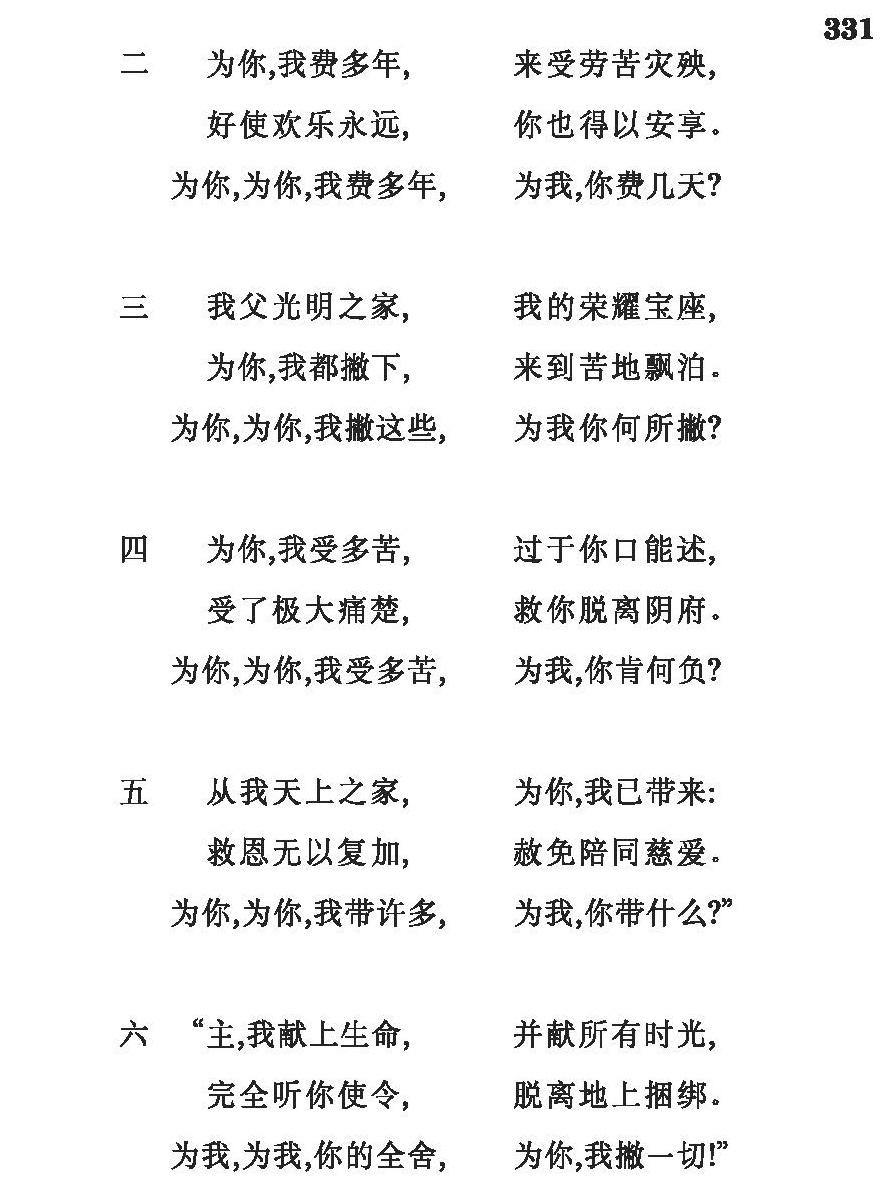 331
二 为你,我费多年, 来受劳苦灾殃,
好使欢乐永远, 你也得以安享。
为你,为你,我费多年, 为我,你费几天?
三 我父光明之家, 我的荣耀宝座,
为你,我都撇下, 来到苦地飘泊。
为你,为你,我撇这些, 为我你何所撇?
四 为你,我受多苦, 过于你口能述,
受了极大痛楚, 救你脱离阴府。
为你,为你,我受多苦, 为我,你肯何负?
五 从我天上之家, 为你,我已带来:
救恩无以复加, 赦免陪同慈爱。
为你,为你,我带许多, 为我,你带什么?”
六 “主,我献上生命, 并献所有时光,
完全听你使令, 脱离地上捆绑。
为我,为我,你的全舍, 为你,我撇一切!”